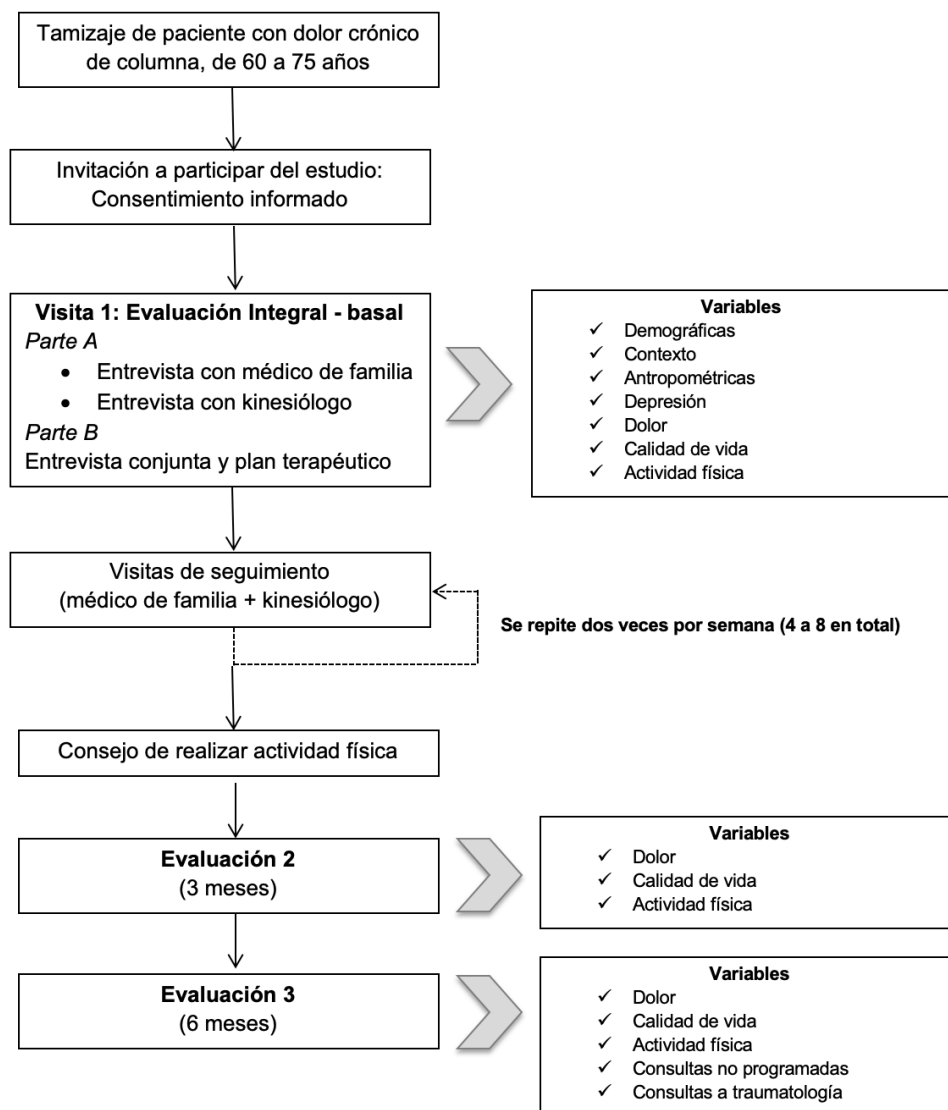 Tamizaje de paciente con dolor crónico
de columna, de 60 a 75 años
Invitación a participar del estudio:
Consentimiento informado
Visita 1: Evaluación Integral - basal
Parte A
• Entrevista con médico de familia
• Entrevista con kinesiólogo
Parte B
Entrevista conjunta y plan terapéutico
Variables
✓ Demográficas
✓ Contexto
✓ Antropométricas
✓ Depresión
✓ Dolor
✓ Calidad de vida
✓ Actividad física
Visitas de seguimiento
(médico de familia + kinesiólogo)
Se repite dos veces por semana (4 a 8 en total)
Consejo de realizar actividad física
Evaluación 2
(3 meses)
Variables
✓ Dolor
✓ Calidad de vida
✓ Actividad física
Evaluación 3
(6 meses)
Variables
✓ Dolor
✓ Calidad de vida
✓ Actividad física
✓ Consultas no programadas
✓ Consultas a traumatología